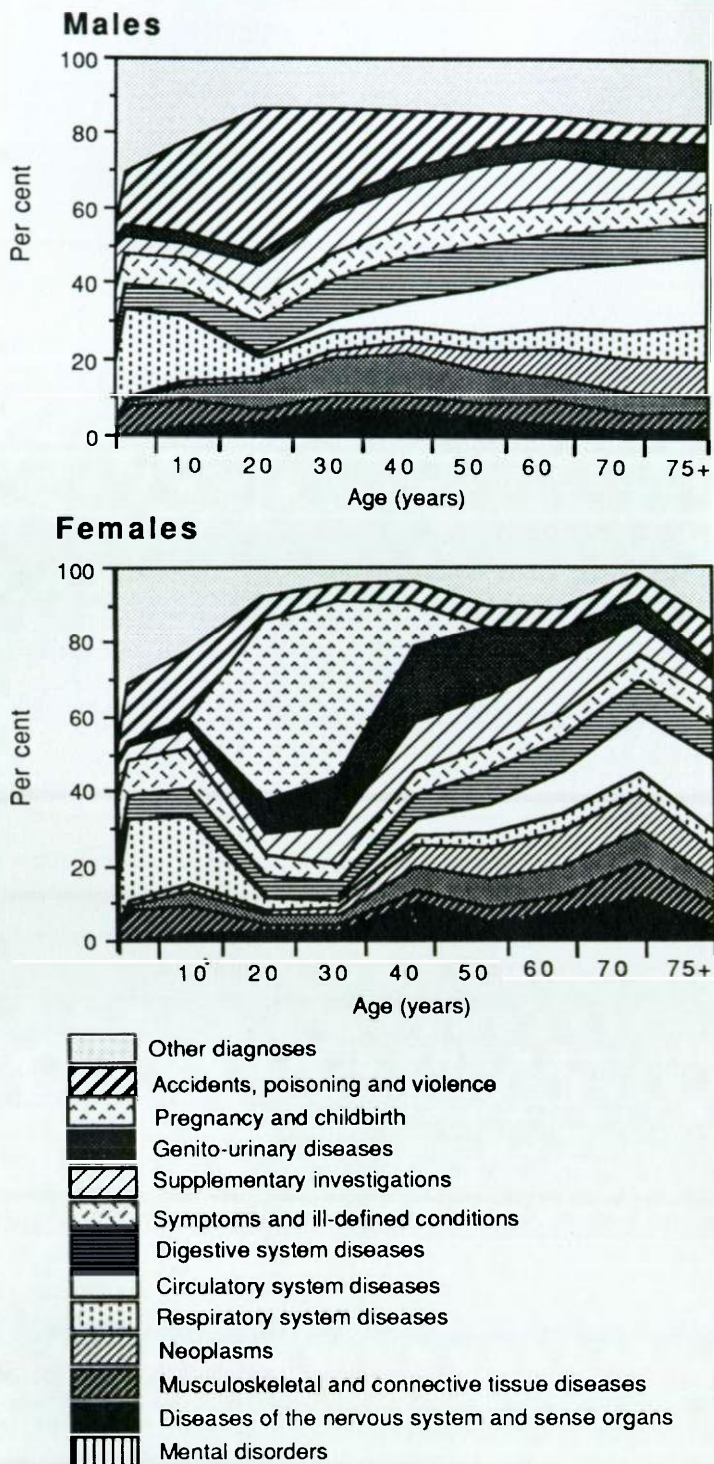 Males
100
80
60
40
20
0
Per cent
10 20 30 40 50 60 70 75+
Age (years)
Females
100
80
60
40
20
0
Per cent
10 20 30 40 50 60 70 75+
Age (years)
Other diagnoses
Accidents, poisoning and violence
Pregnancy and childbirth
Genito-urinary diseases
Supplementary investigations
Symptoms and ill-defined conditions
Digestive system diseases
Circulatory system diseases
Respiratory system diseases
Neoplasms
Musculoskeletal and connective tissue diseases
Diseases of the nervous system and sense organs
Mental disorders